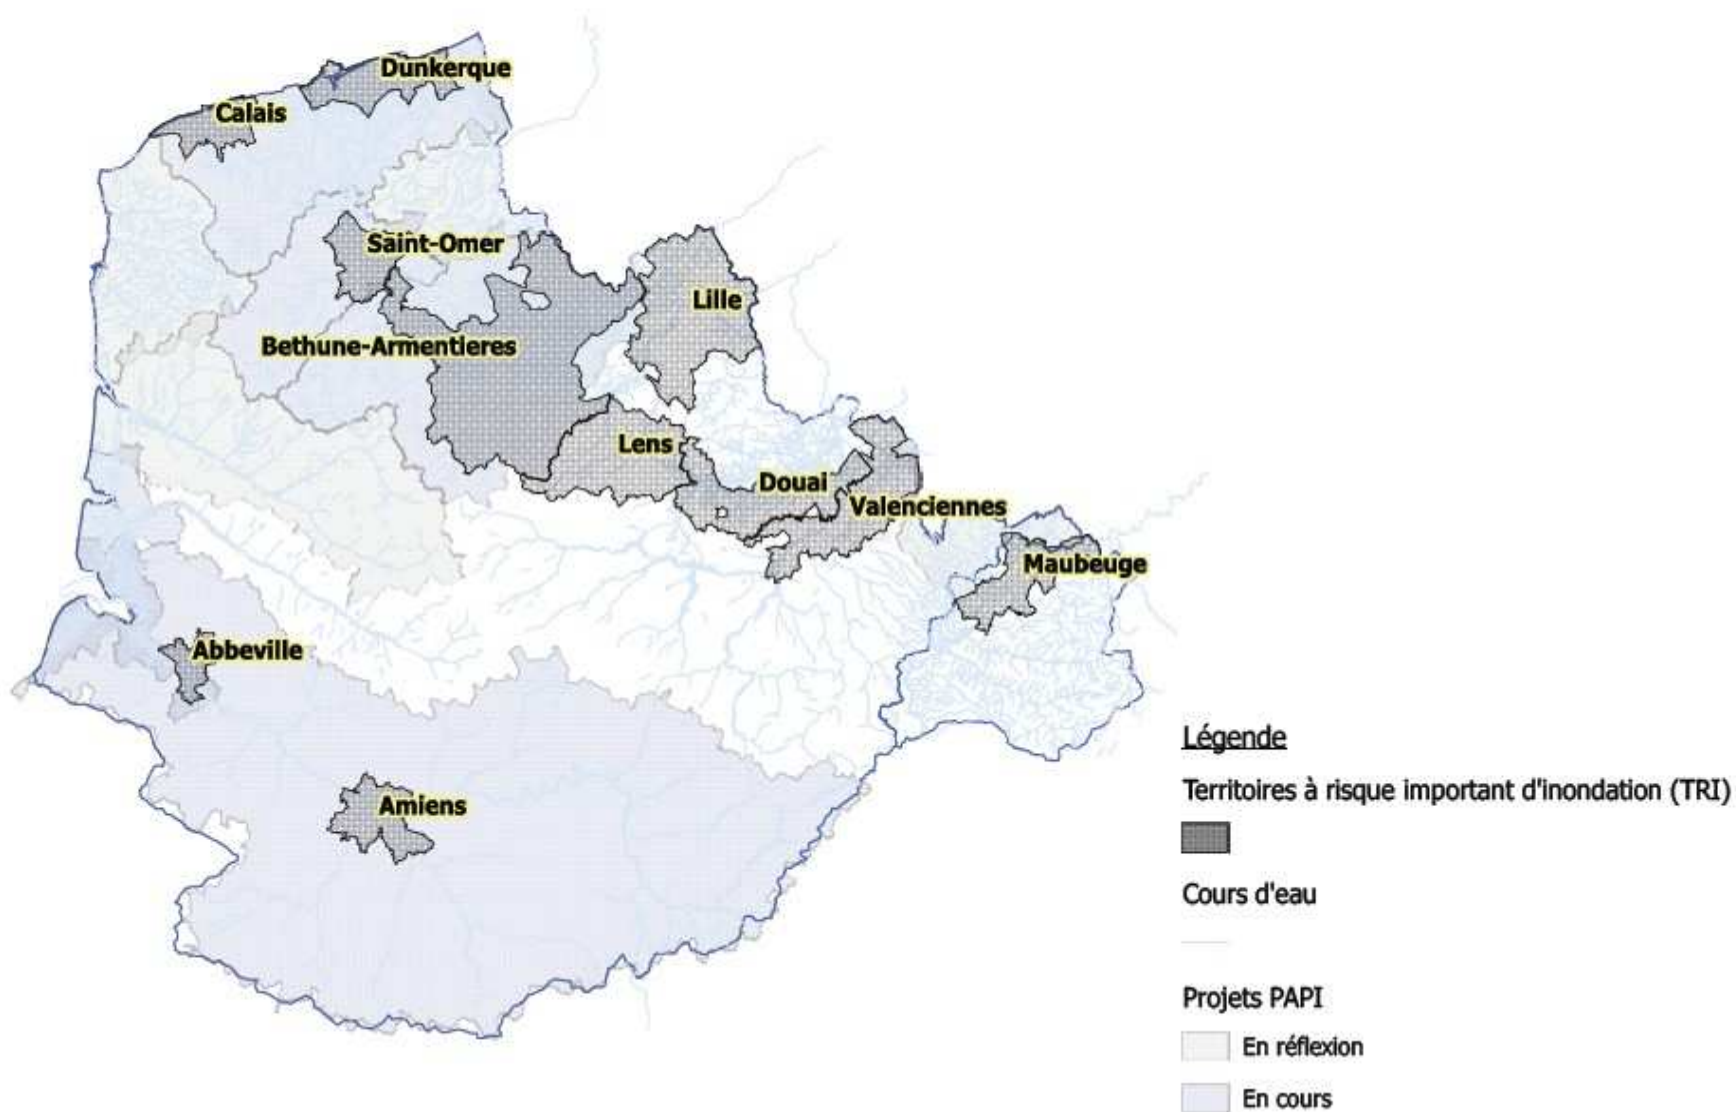 Dunkerque
Calais
Saint-Omer
Lille
Bethune-Armentieres
Lens
Douai
Valenciennes
Maubeuge
Abbeville
Amiens
Légende
Territoires à risque important d'inondation (TRI)
Cours d'eau
Projets PAPI
En réflexion
En cours